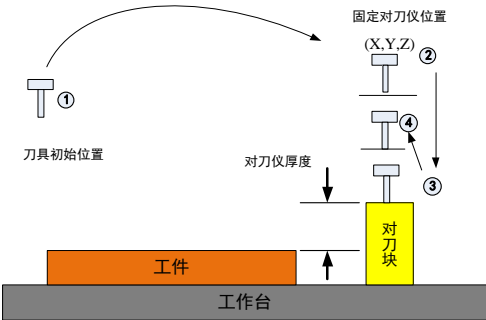 固定对刀仪位置
(X,Y,Z)
②
①
④
刀具初始位置
对刀仪厚度
③
对刀块
工件
工作台